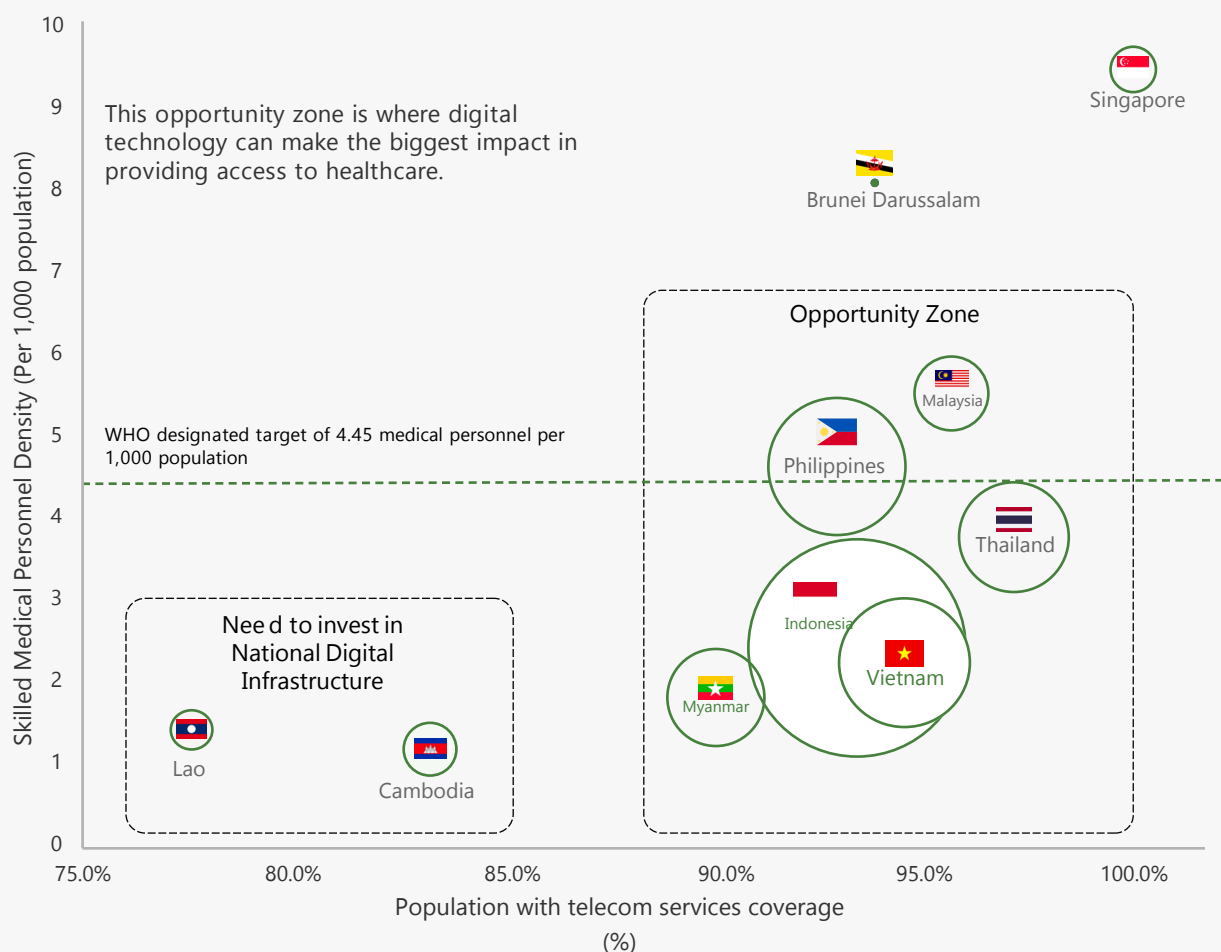 10
9
8
7
6
5
4
3
2
1
0
Skilled Medical Personnel Density (Per 1,000 population)
This opportunity zone is where digital
technology can make the biggest impact in
providing access to healthcare.
Singapore
Brunei Darussalam
Opportunity Zone
Malaysia
WHO designated target of 4.45 medical personnel per
1,000 population
Philippines
Thailand
Need to invest in
National Digital
Infrastructure
Indonesia
Vietnam
Myanmar
Lao
Cambodia
75.0%
80.0%
85.0%
90.0%
95.0%
100.0%
Population with telecom services coverage
(%)